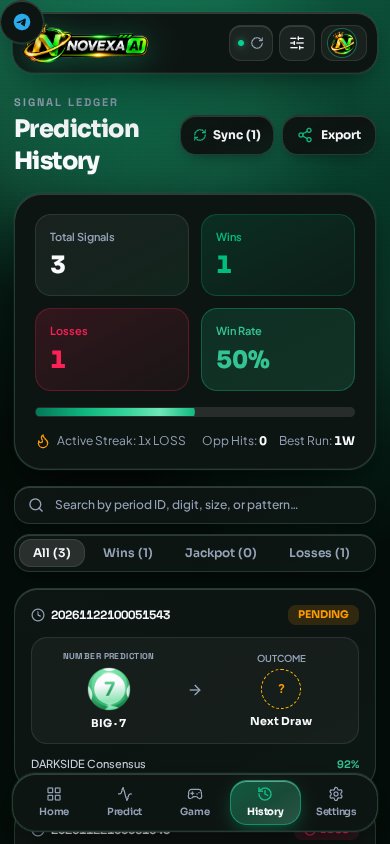 NOVEXA AI
SIGNAL LEDGER
Prediction
History
Sync (1)
Export
Total Signals
3
Wins
1
Losses
1
Win Rate
50%
Active Streak: 1x LOSS
Opp Hits: 0
Best Run: 1W
Search by period ID, digit, size, or pattern...
All (3)
Wins (1)
Jackpot (0)
Losses (1)
20261122100051543
PENDING
NUMBER PREDICTION
OUTCOME
7
?
BIG · 7
Next Draw
DARKSIDE Consensus
92%
Home
Predict
Game
History
Settings